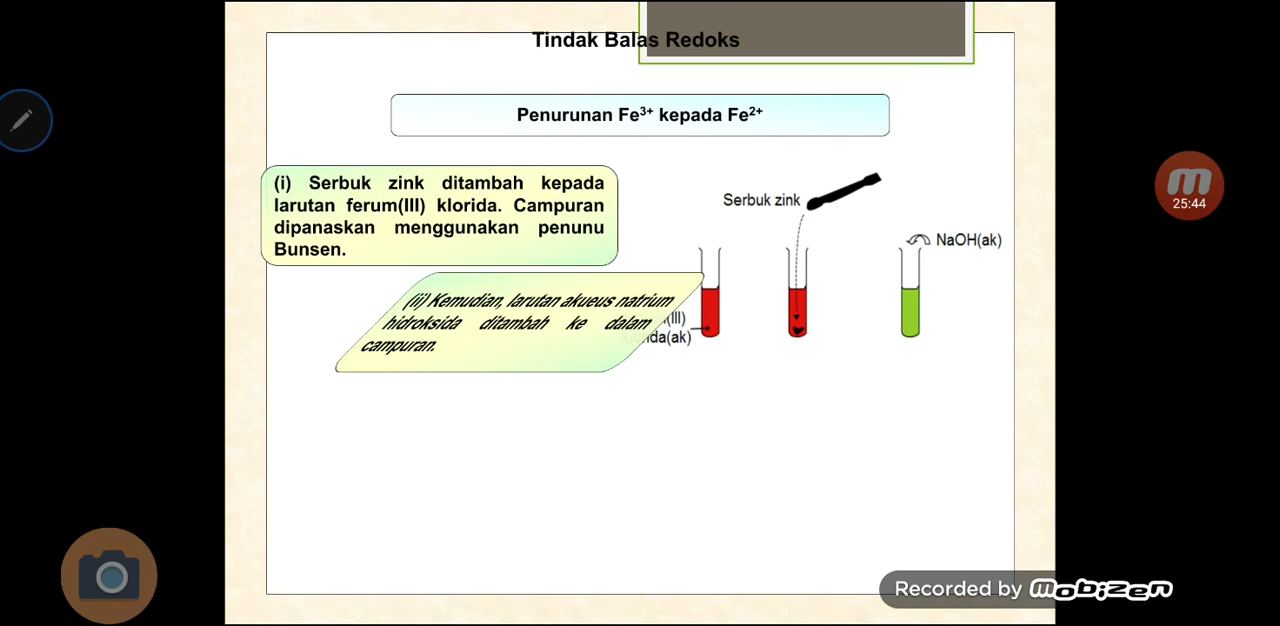 Tindak Balas Redoks
Penurunan Fe³⁺ kepada Fe²⁺
(i) Serbuk zink ditambah kepada
larutan ferum(III) klorida. Campuran
dipanaskan menggunakan penunu
Bunsen.
Serbuk zink
NaOH(ak)
(ii) Kemudian, larutan akueus natrium
hidroksida ditambah ke dalam
campuran.
(III)
(ak)
25:44
Recorded by Mobizen